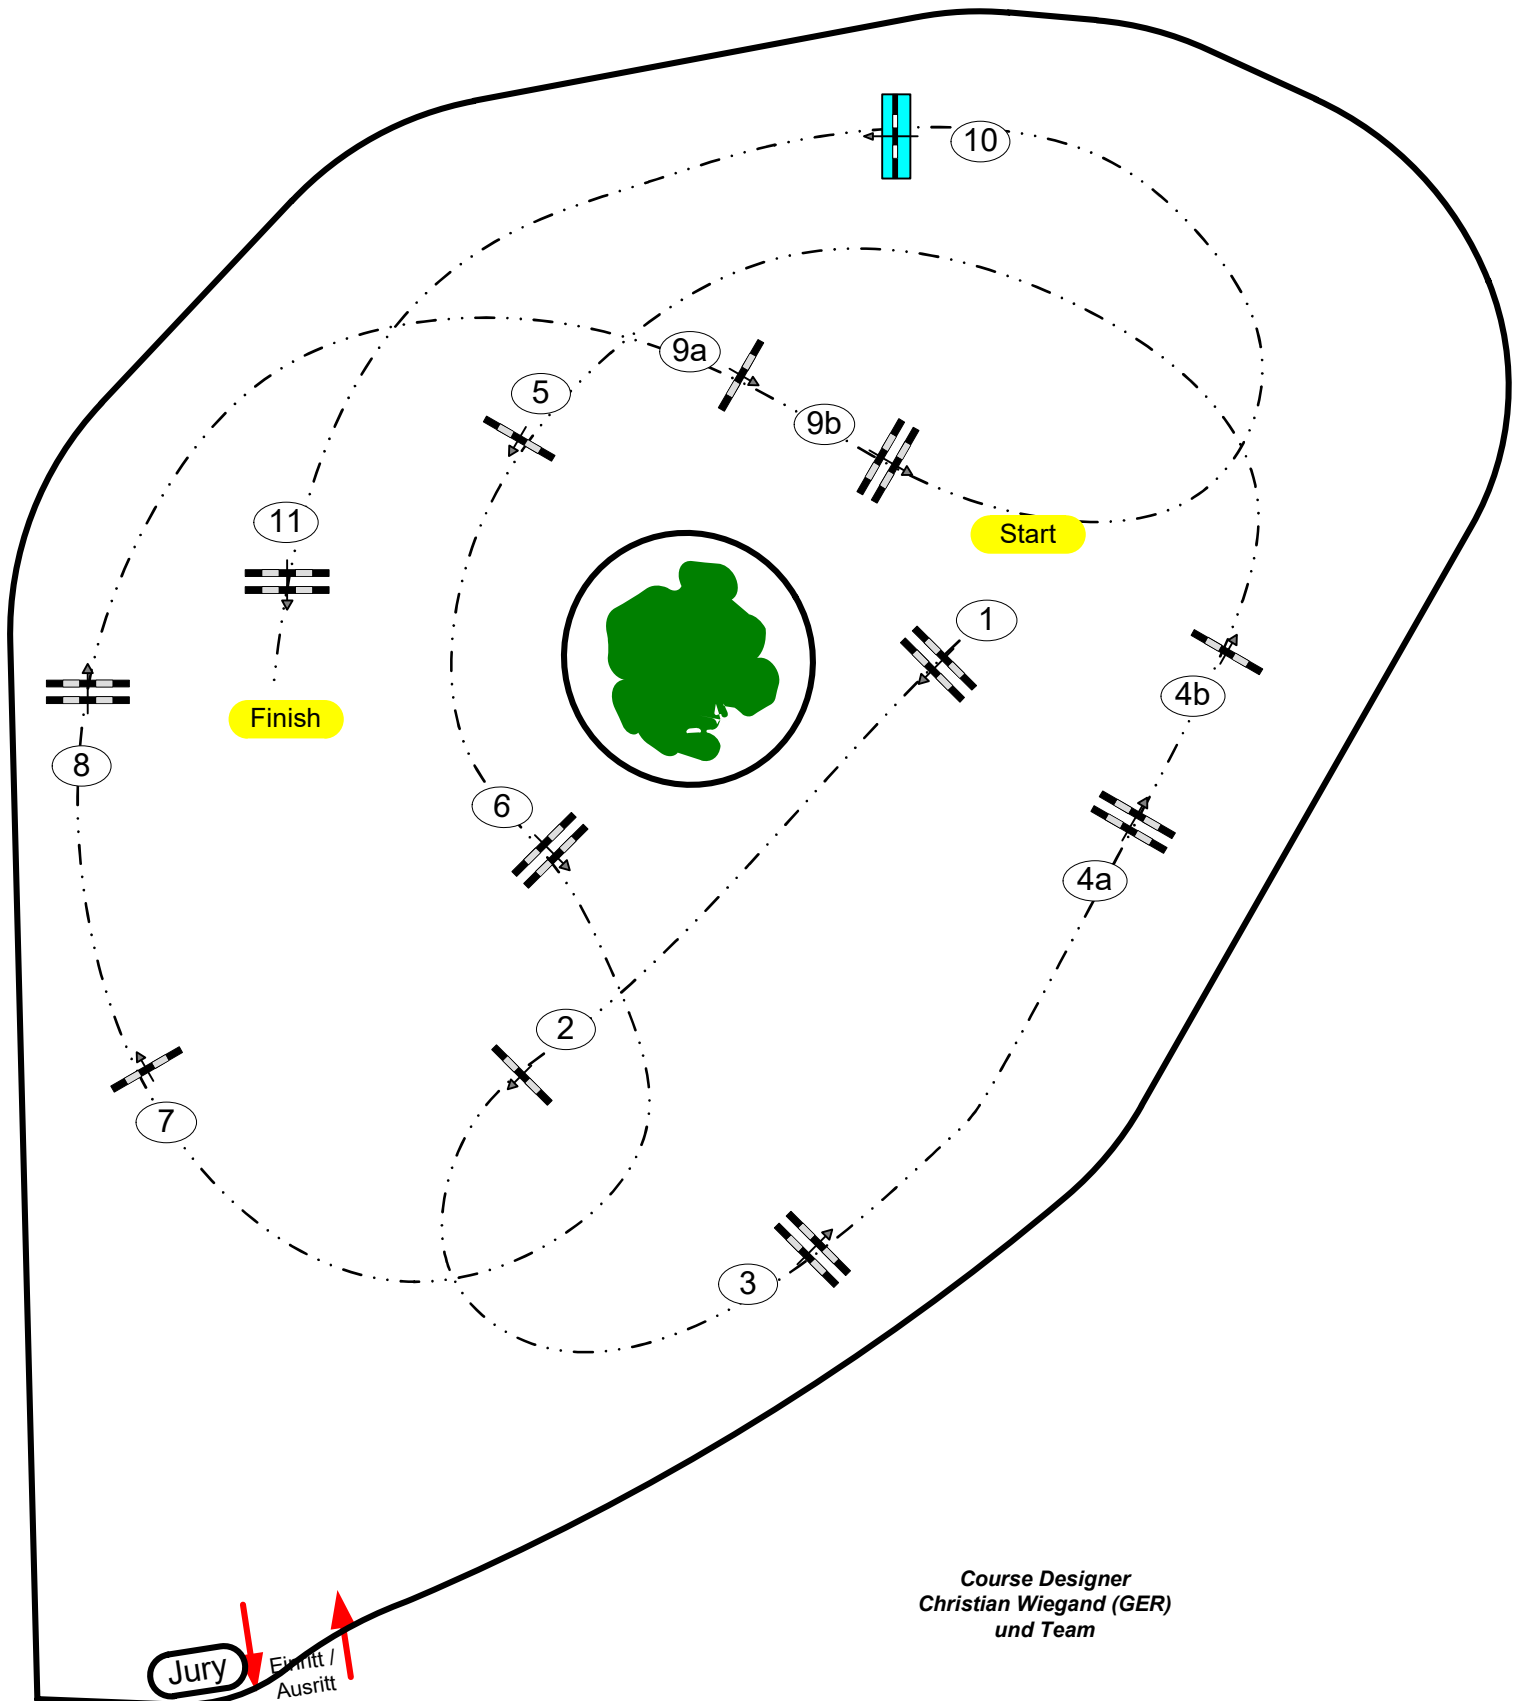 10
9a
5
9b
11
Start
1
4b
Finish
8
6
4a
2
7
3
Course Designer
Christian Wiegand (GER)
und Team
Jury
Einritt /
Ausritt